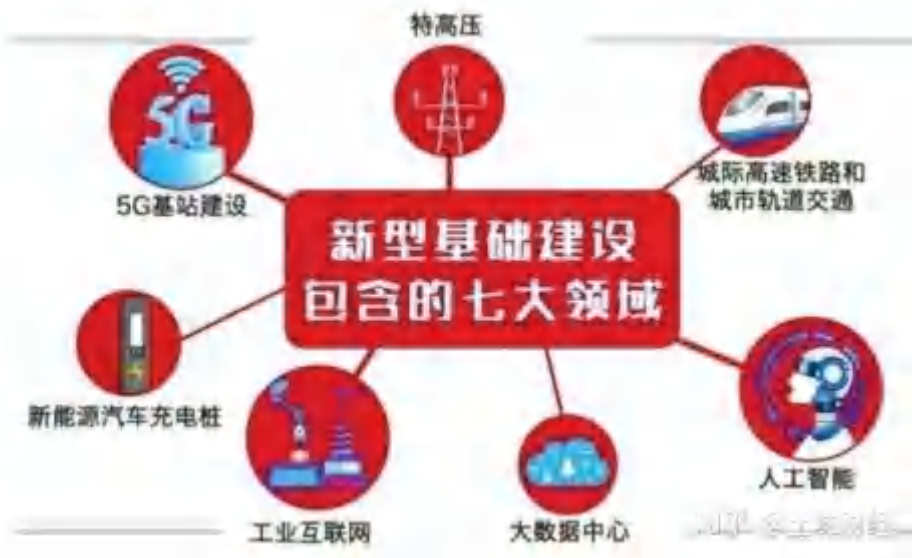 特高压
5G
5G基站建设
城际高速铁路和
城市轨道交通
新型基础建设
包含的七大领域
新能源汽车充电桩
工业互联网
大数据中心
人工智能